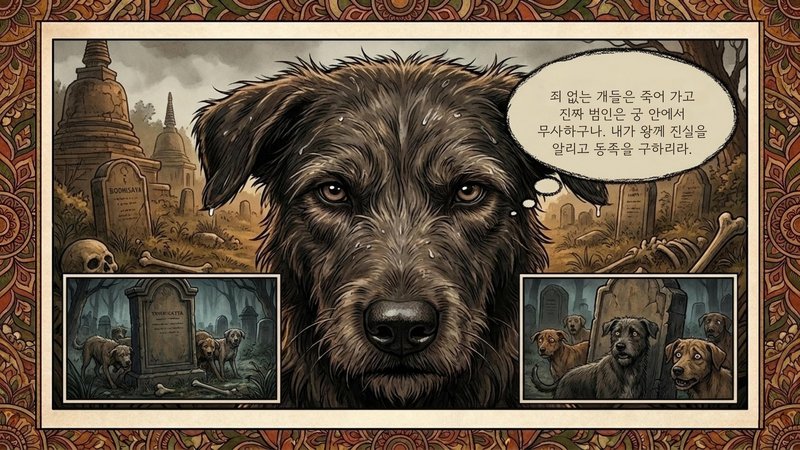 죄 없는 개들은 죽어 가고
진짜 범인은 궁 안에서
무사하구나. 내가 왕께 진실을
알리고 동족을 구하리라.